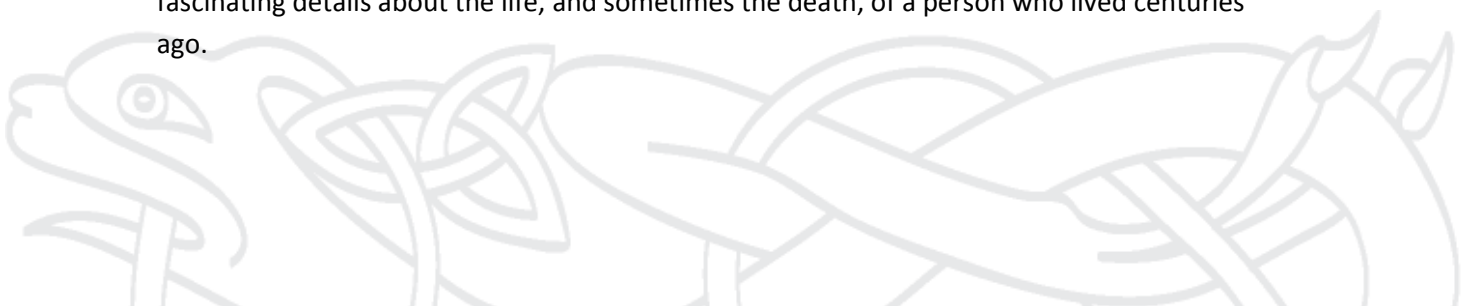 fascinating details about the life, and sometimes the death, of a person who lived centuries
ago.